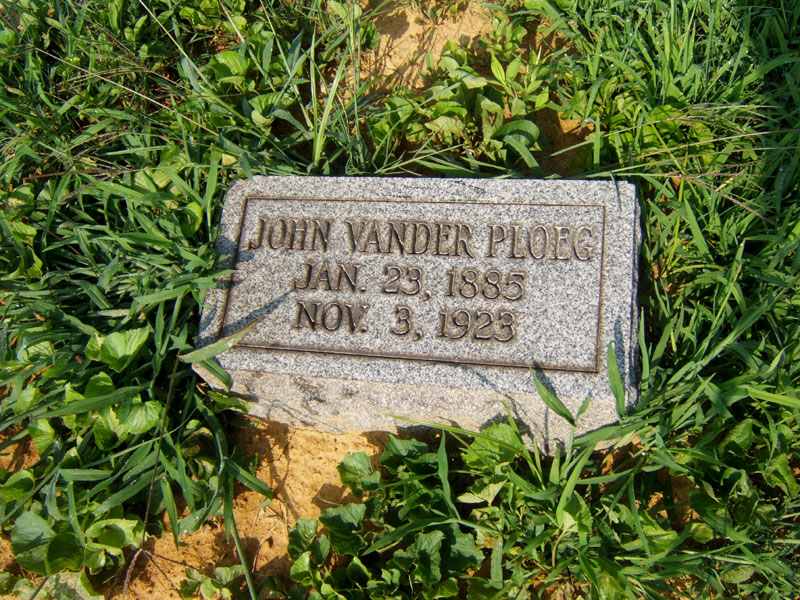 JOHN VANDER PLOEG
JAN. 23, 1885
NOV. 3, 1923